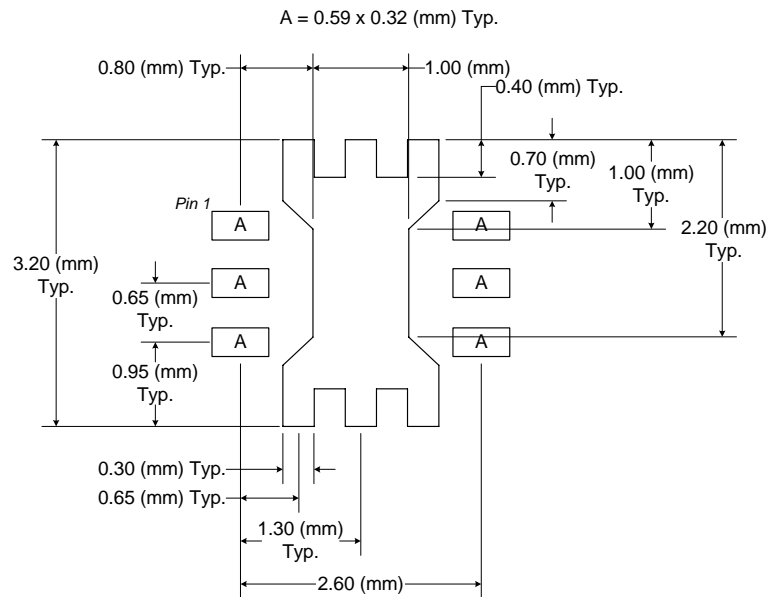 A = 0.59 x 0.32 (mm) Typ.
0.80 (mm) Typ.
1.00 (mm)
0.40 (mm) Typ.
0.70 (mm)
Typ.
1.00 (mm)
Typ.
2.20 (mm)
Typ.
Pin 1
A
A
3.20 (mm)
Typ.
A
A
0.65 (mm)
Typ.
A
A
0.95 (mm)
Typ.
0.30 (mm) Typ.
0.65 (mm) Typ.
1.30 (mm)
Typ.
2.60 (mm)